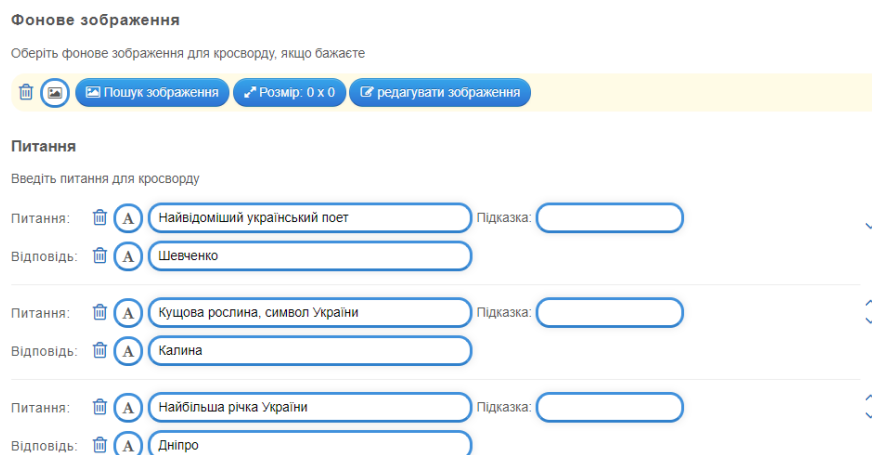 Фонове зображення
Оберіть фонове зображення для кросворду, якщо бажаєте
Пошук зображення Розмір: 0 x 0 редагувати зображення
Питання
Введіть питання для кросворду
Питання: A Найвідоміший український поет Підказка:
Відповідь: A Шевченко
Питання: A Кущова рослина, символ України Підказка:
Відповідь: A Калина
Питання: A Найбільша річка України Підказка:
Відповідь: A Дніпро